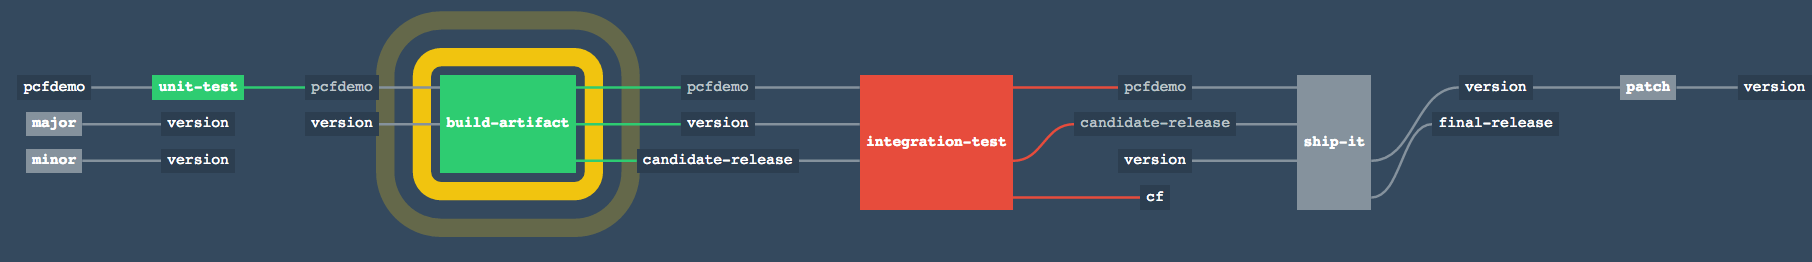 pcfdemo unit-test pcfdemo pcfdemo pcfdemo version patch version
major version version build-artifact version candidate-release final-release
integration-test ship-it
minor version candidate-release version
cf